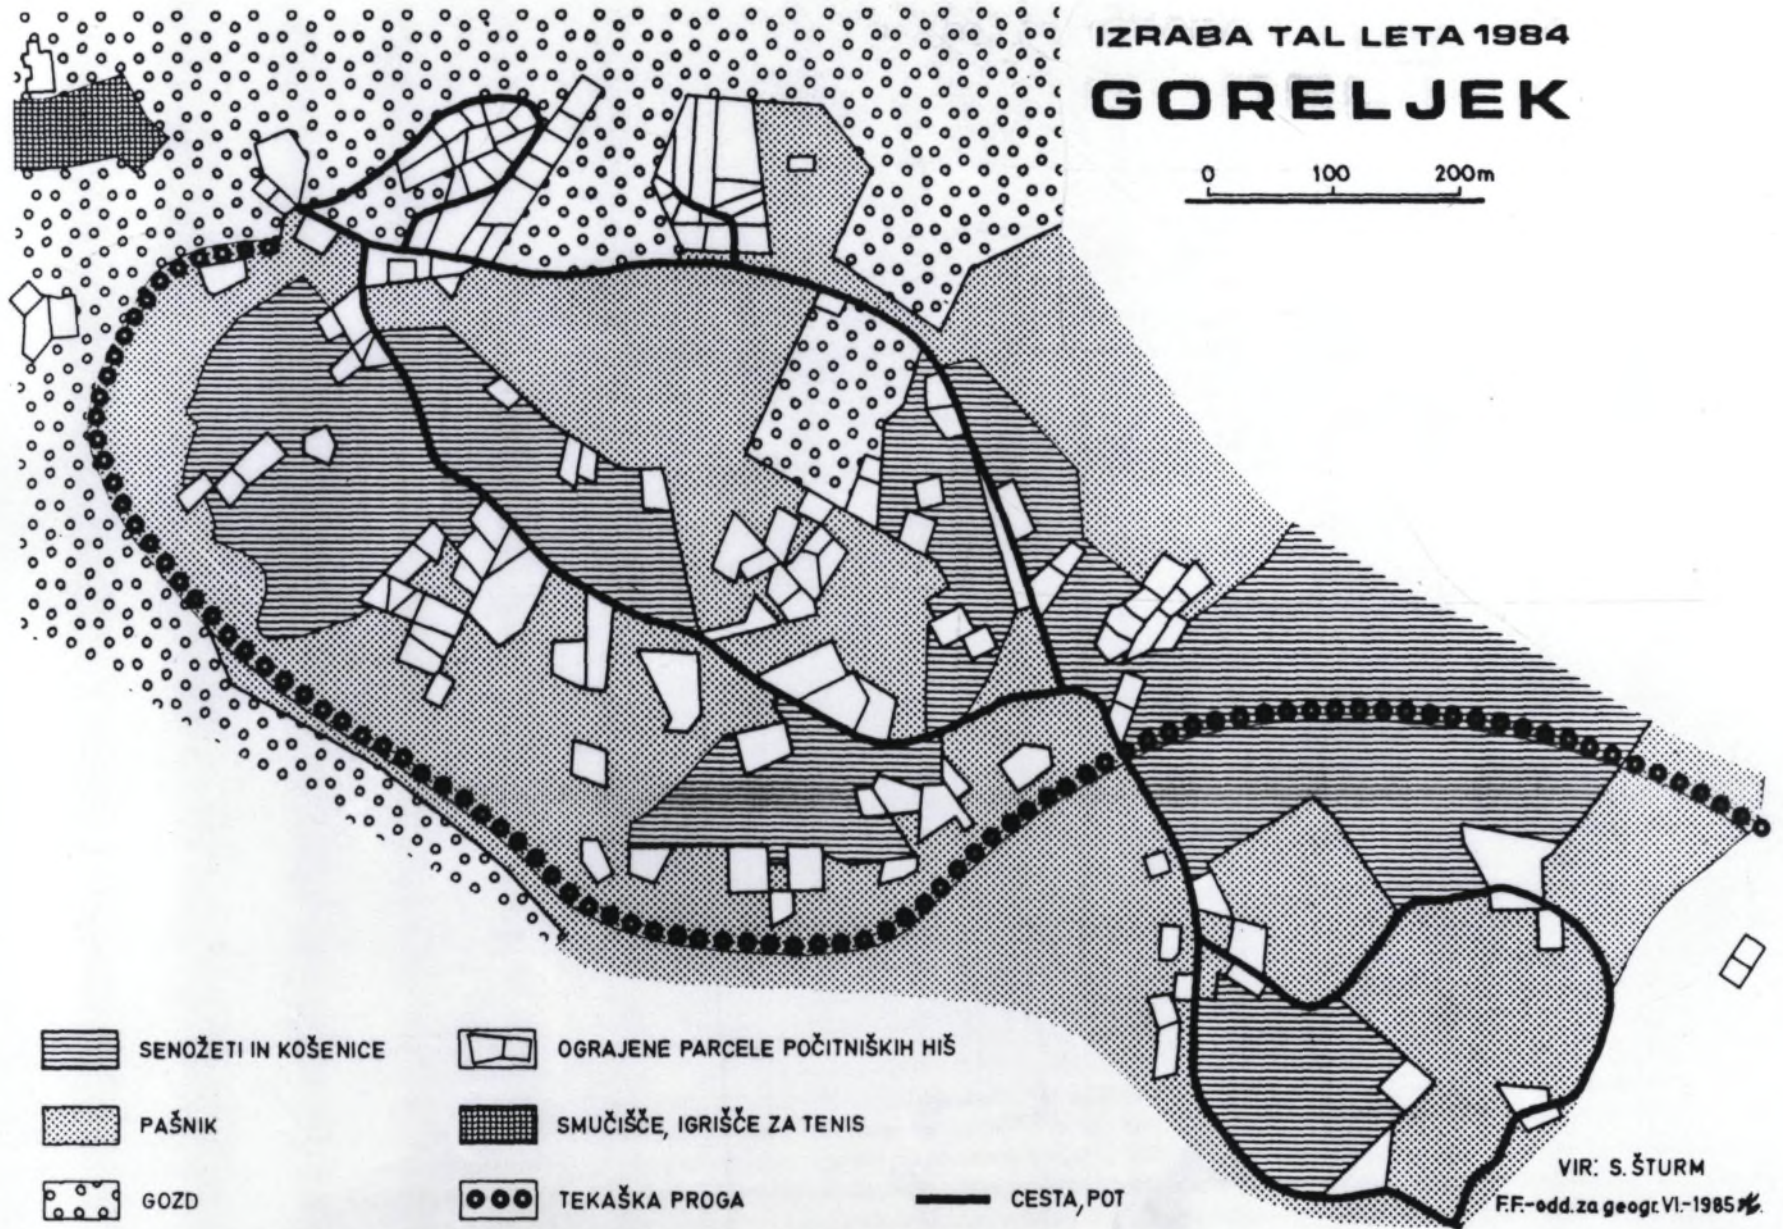 IZRABA TAL LETA 1984
GORELJEK
0 100 200m
SENOŽETI IN KOŠENICE
OGRAJENE PARCELE POČITNIŠKIH HIŠ
PAŠNIK
SMUČIŠČE, IGRIŠČE ZA TENIS
GOZD
TEKAŠKA PROGA
CESTA, POT
VIR: S. ŠTURM
F.F.-odd. za geogr. VI.-1985